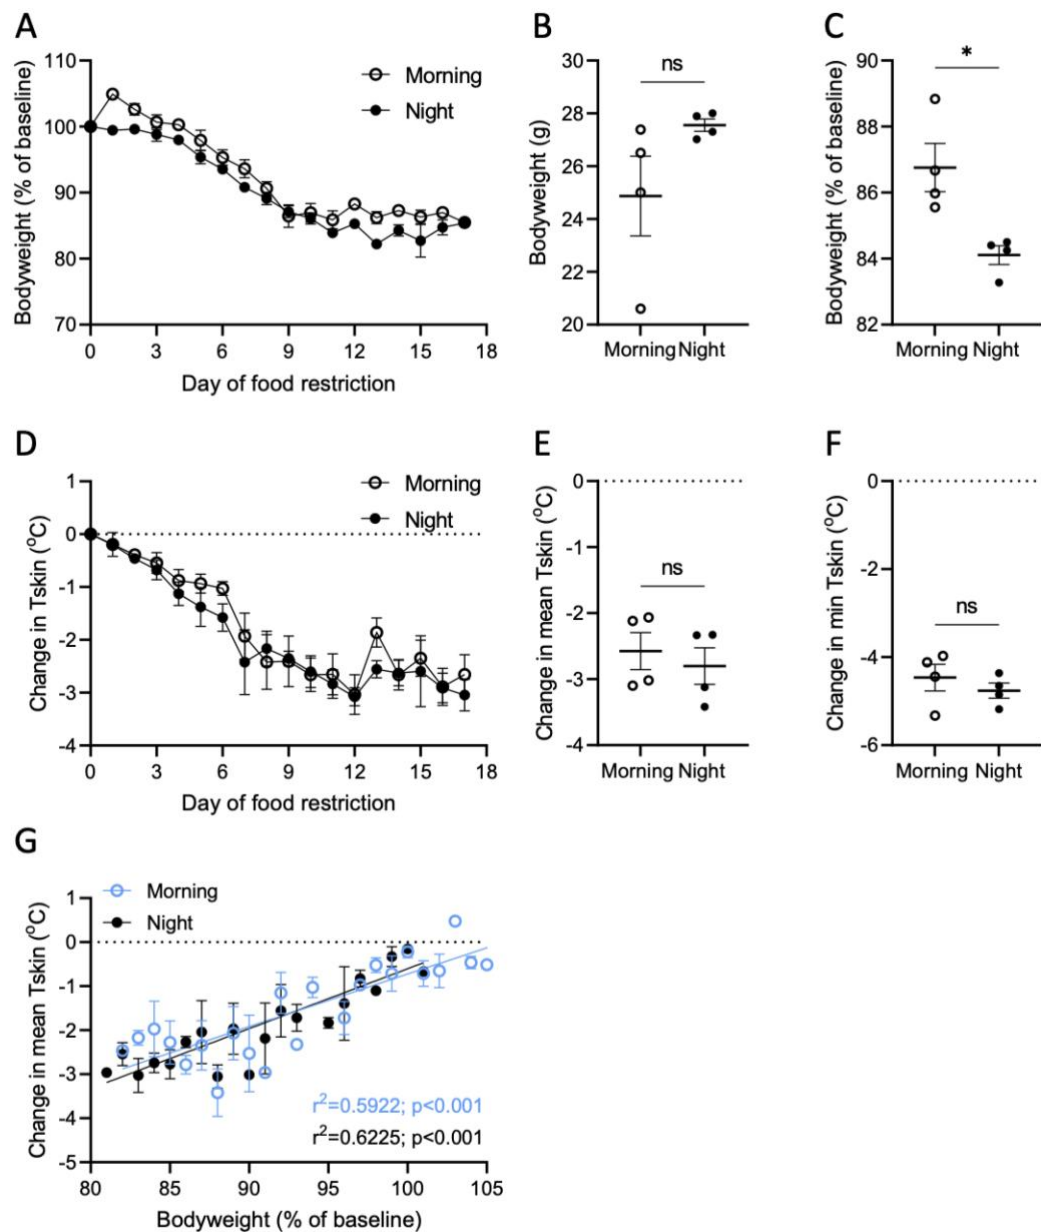 A
Bodyweight (% of baseline)
110
100
90
80
70
0 3 6 9 12 15 18
Day of food restriction
Morning
Night
B
Bodyweight (g)
30
28
26
24
22
20
ns
Morning Night
C
Bodyweight (% of baseline)
90
88
86
84
82
*
Morning Night
D
Change in Tskin (°C)
1
0
-1
-2
-3
-4
0 3 6 9 12 15 18
Day of food restriction
Morning
Night
E
Change in mean Tskin (°C)
0
-1
-2
-3
-4
ns
Morning Night
F
Change in min Tskin (°C)
0
-2
-4
-6
ns
Morning Night
G
Morning
Night
Change in mean Tskin (°C)
1
0
-1
-2
-3
-4
-5
r²=0.5922; p<0.001
r²=0.6225; p<0.001
80 85 90 95 100 105
Bodyweight (% of baseline)